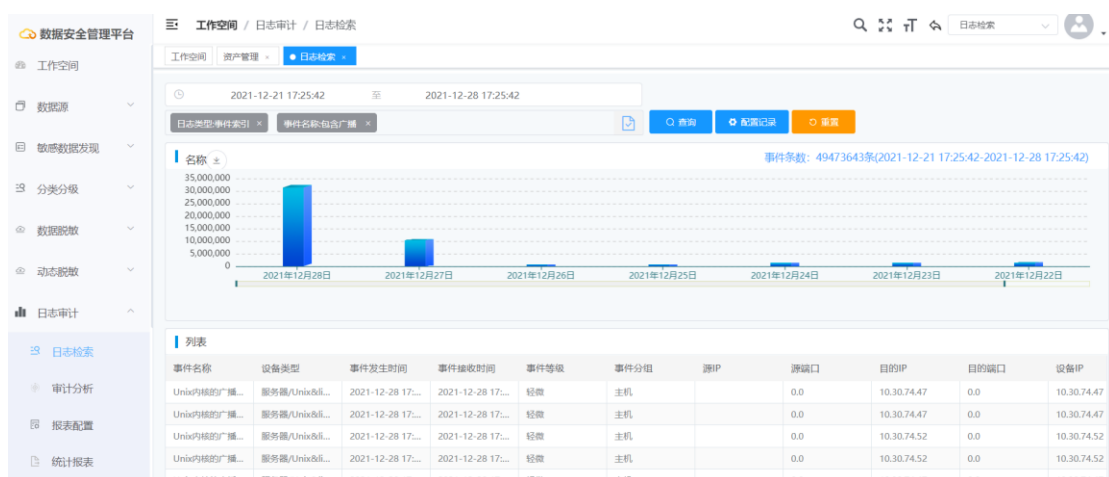 数据安全管理平台
工作空间
数据源
敏感数据发现
分类分级
数据脱敏
动态脱敏
日志审计
日志检索
审计分析
报表配置
统计报表
工作空间 / 日志审计 / 日志检索
日志检索
工作空间 资产管理 × 日志检索 ×
2021-12-21 17:25:42 至 2021-12-28 17:25:42
日志类型:事件索引 × 事件名称:包含广播 × 查询 配置记录 重置
名称 事件条数：49473643条(2021-12-21 17:25:42-2021-12-28 17:25:42)
35,000,000
30,000,000
25,000,000
20,000,000
15,000,000
10,000,000
5,000,000
0
2021年12月28日 2021年12月27日 2021年12月26日 2021年12月25日 2021年12月24日 2021年12月23日 2021年12月22日
列表
事件名称 设备类型 事件发生时间 事件接收时间 事件等级 事件分组 源IP 源端口 目的IP 目的端口 设备IP
Unix内核的广播... 服务器/Unix&li... 2021-12-28 17:... 2021-12-28 17:... 轻微 主机 0.0 10.30.74.47 0.0 10.30.74.47
Unix内核的广播... 服务器/Unix&li... 2021-12-28 17:... 2021-12-28 17:... 轻微 主机 0.0 10.30.74.47 0.0 10.30.74.47
Unix内核的广播... 服务器/Unix&li... 2021-12-28 17:... 2021-12-28 17:... 轻微 主机 0.0 10.30.74.52 0.0 10.30.74.52
Unix内核的广播... 服务器/Unix&li... 2021-12-28 17:... 2021-12-28 17:... 轻微 主机 0.0 10.30.74.52 0.0 10.30.74.52